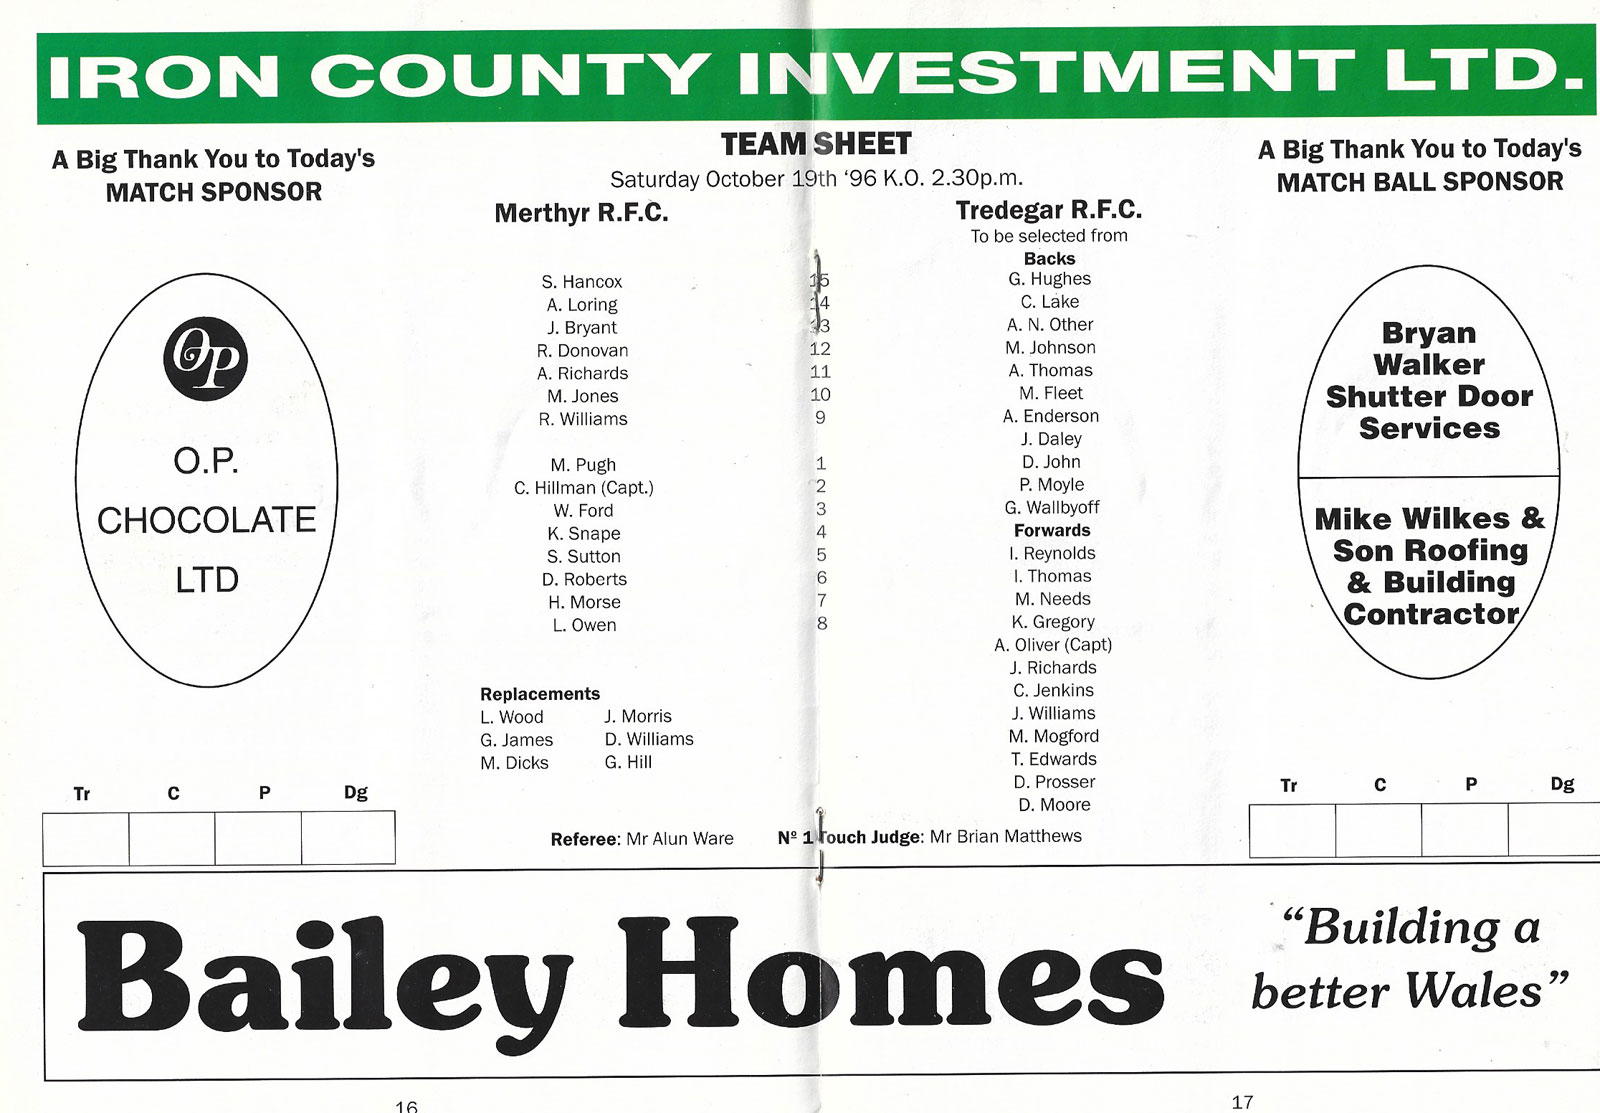 IRON COUNTY INVESTMENT LTD.
A Big Thank You to Today's
MATCH SPONSOR
OP
O.P.
CHOCOLATE
LTD
TEAM SHEET
Saturday October 19th ‘96 K.O. 2.30p.m.
Merthyr R.F.C.
S. Hancox 15
A. Loring 14
J. Bryant 13
R. Donovan 12
A. Richards 11
M. Jones 10
R. Williams 9
M. Pugh 1
C. Hillman (Capt.) 2
W. Ford 3
K. Snape 4
S. Sutton 5
D. Roberts 6
H. Morse 7
L. Owen 8
Replacements
L. Wood J. Morris
G. James D. Williams
M. Dicks G. Hill
Tredegar R.F.C.
To be selected from
Backs
G. Hughes
C. Lake
A. N. Other
M. Johnson
A. Thomas
M. Fleet
A. Enderson
J. Daley
D. John
P. Moyle
G. Wallbyoff
Forwards
I. Reynolds
I. Thomas
M. Needs
K. Gregory
A. Oliver (Capt)
J. Richards
C. Jenkins
J. Williams
M. Mogford
T. Edwards
D. Prosser
D. Moore
A Big Thank You to Today's
MATCH BALL SPONSOR
Bryan
Walker
Shutter Door
Services
Mike Wilkes &
Son Roofing
& Building
Contractor
Tr C P Dg
Referee: Mr Alun Ware Nº 1 Touch Judge: Mr Brian Matthews
Tr C P Dg
Bailey Homes
“Building a
better Wales”
16
17